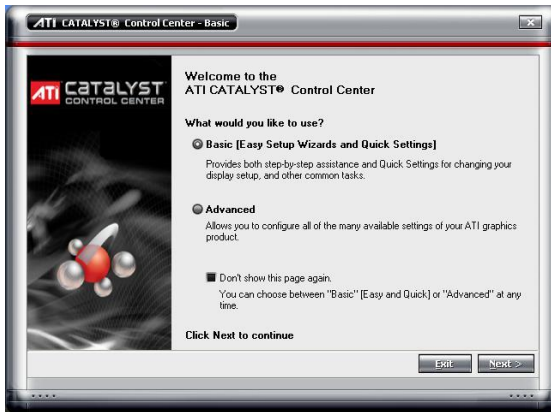 ATI CATALYST® Control Center - Basic
ATI CATALYST
CONTROL CENTER
Welcome to the
ATI CATALYST® Control Center
What would you like to use?
Basic [Easy Setup Wizards and Quick Settings]
Provides both step-by-step assistance and Quick Settings for changing your
display setup, and other common tasks.
Advanced
Allows you to configure all of the many available settings of your ATI graphics
product.
Don't show this page again.
You can choose between "Basic" [Easy and Quick] or "Advanced" at any
time.
Click Next to continue
Exit
Next >